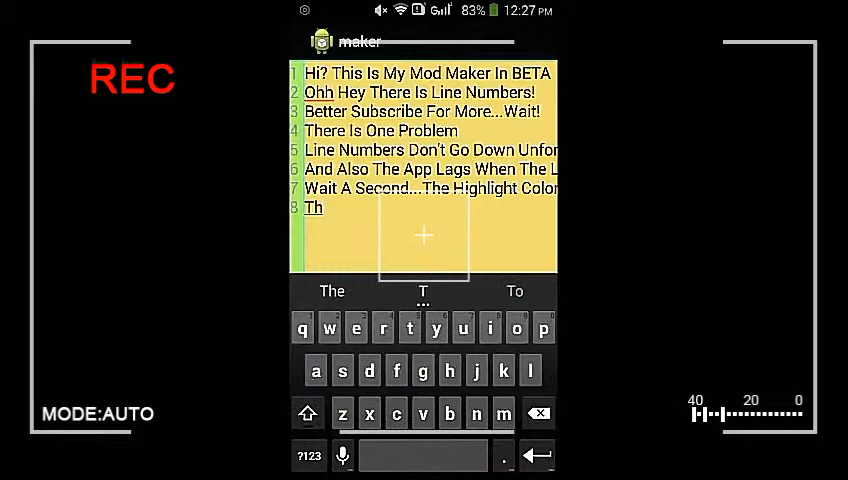 83% 12:27 PM
maker
REC
1 Hi? This Is My Mod Maker In BETA
2 Ohh Hey There Is Line Numbers!
3 Better Subscribe For More...Wait!
4 There Is One Problem
5 Line Numbers Don't Go Down Unfor
6 And Also The App Lags When The L
7 Wait A Second...The Highlight Color
8 Th
The T To
q w e r t y u i o p
a s d f g h j k l
z x c v b n m
?123 .
MODE:AUTO
40 20 0